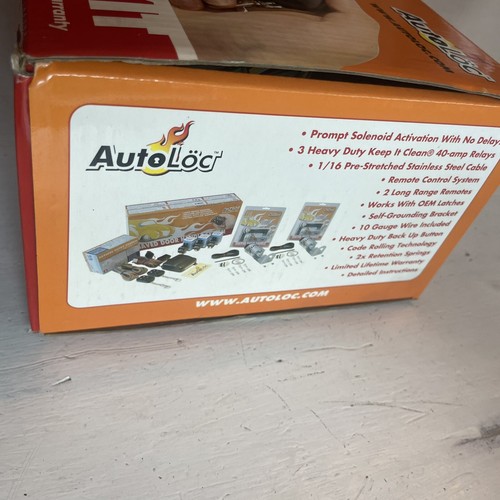 warranty
AutoLöc
AutoLöc™
• Prompt Solenoid Activation With No Delay
• 3 Heavy Duty Keep It Clean® 40-amp Relays
• 1/16 Pre-Stretched Stainless Steel Cable
• Remote Control System
• 2 Long Range Remotes
• Works With OEM Latches
• Self-Grounding Bracket
• 10 Gauge Wire Included
• Heavy Duty Back Up Button
• Code Rolling Technology
• 2x Retention Springs
• Limited Lifetime Warranty
• Detailed Instructions
WWW.AUTOLOC.COM